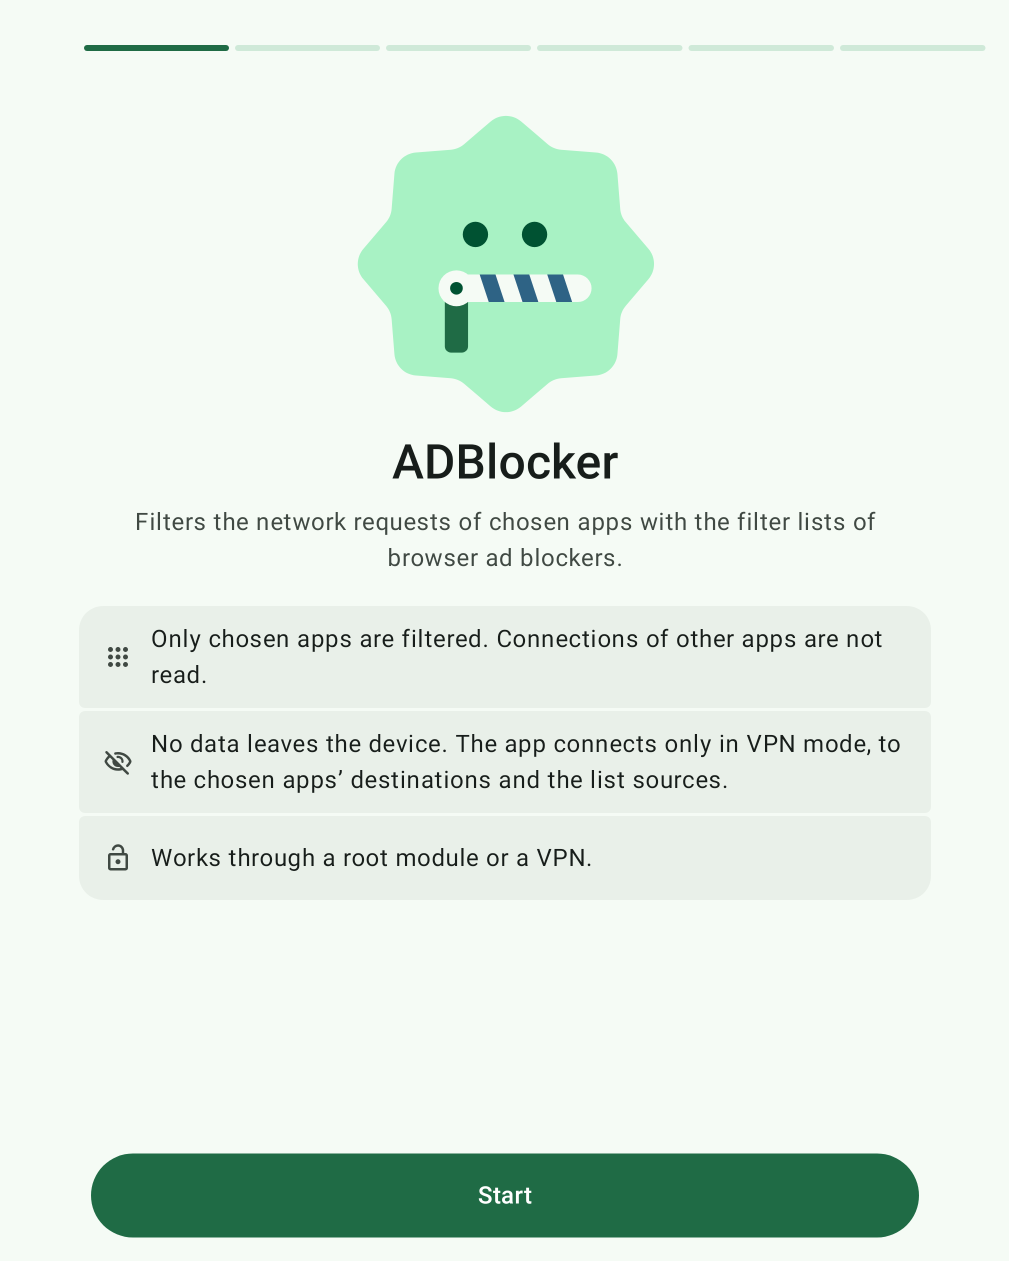 ADBlocker
Filters the network requests of chosen apps with the filter lists of
browser ad blockers.
Only chosen apps are filtered. Connections of other apps are not
read.
No data leaves the device. The app connects only in VPN mode, to
the chosen apps’ destinations and the list sources.
Works through a root module or a VPN.
Start